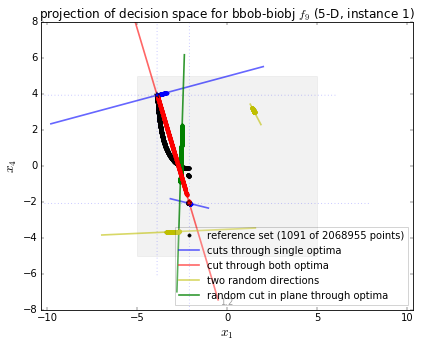 projection of decision space for bbob-biobj f₉ (5-D, instance 1)
8
6
4
2
0
−2
−4
−6
−8
x₄
reference set (1091 of 2068955 points)
cuts through single optima
cut through both optima
two random directions
random cut in plane through optima
−10
−5
0
5
10
x₁